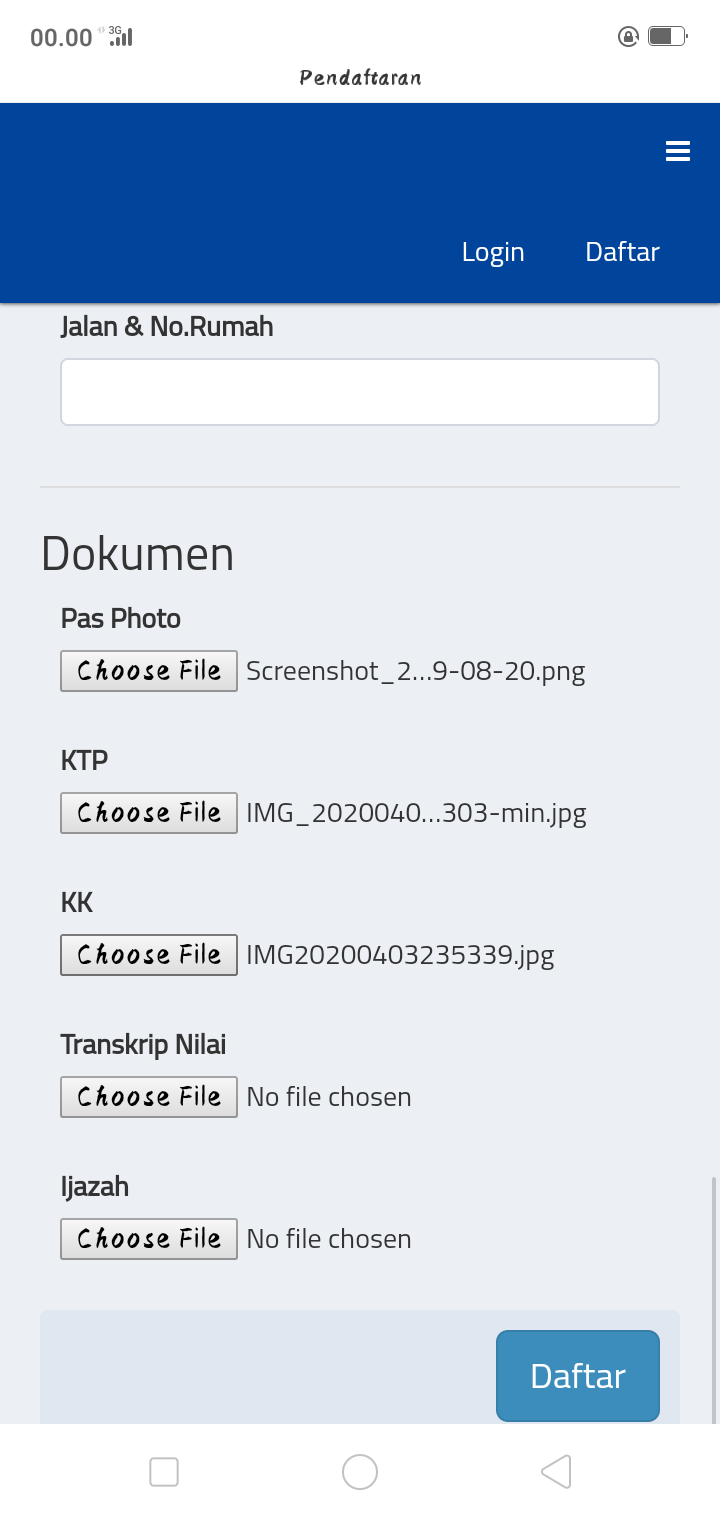 00.00 3G
Pendaftaran
Login Daftar
Jalan & No.Rumah
Dokumen
Pas Photo
Choose File Screenshot_2...9-08-20.png
KTP
Choose File IMG_2020040...303-min.jpg
KK
Choose File IMG20200403235339.jpg
Transkrip Nilai
Choose File No file chosen
Ijazah
Choose File No file chosen
Daftar